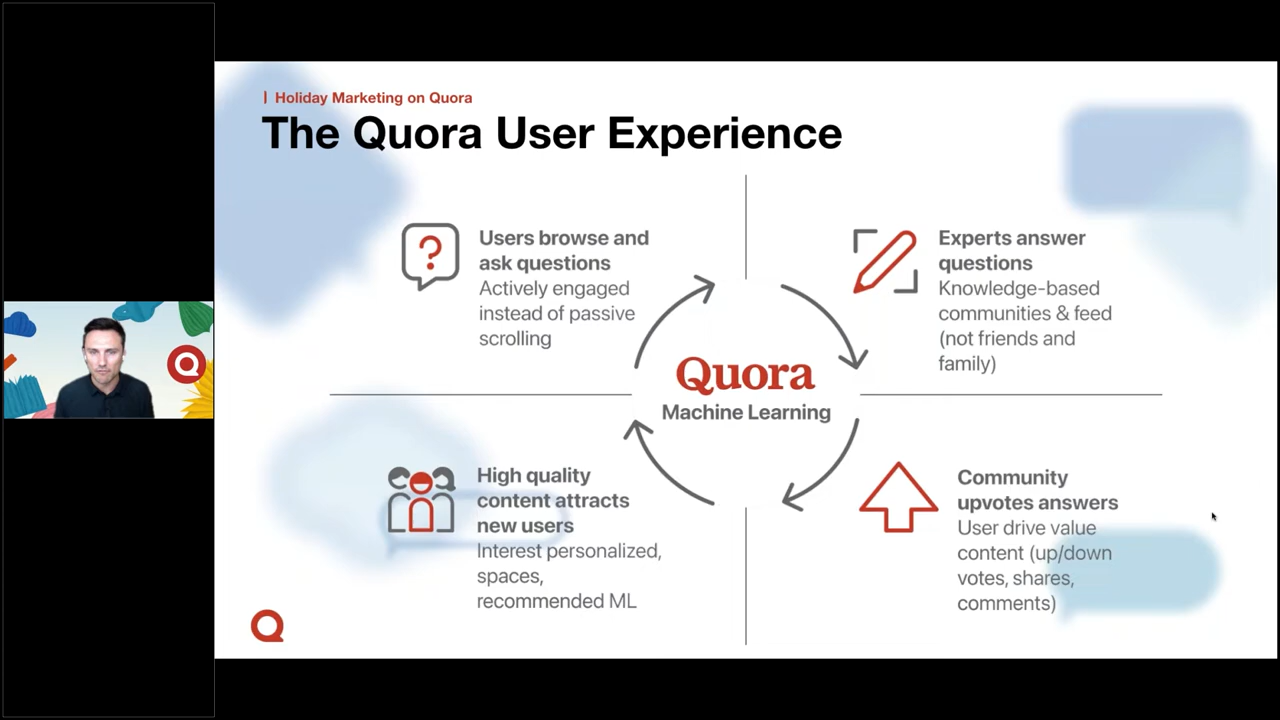 Holiday Marketing on Quora
The Quora User Experience
Users browse and
ask questions
Actively engaged
instead of passive
scrolling
Experts answer
questions
Knowledge-based
communities & feed
(not friends and
family)
Quora
Machine Learning
High quality
content attracts
new users
Interest personalized,
spaces,
recommended ML
Community
upvotes answers
User drive value
content (up/down
votes, shares,
comments)